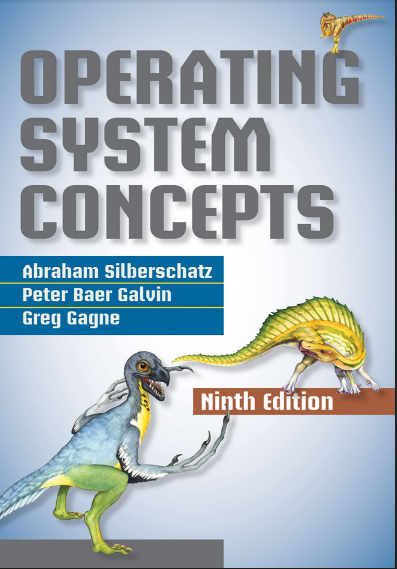 OPERATING
SYSTEM
CONCEPTS
Abraham Silberschatz
Peter Baer Galvin
Greg Gagne
Ninth Edition